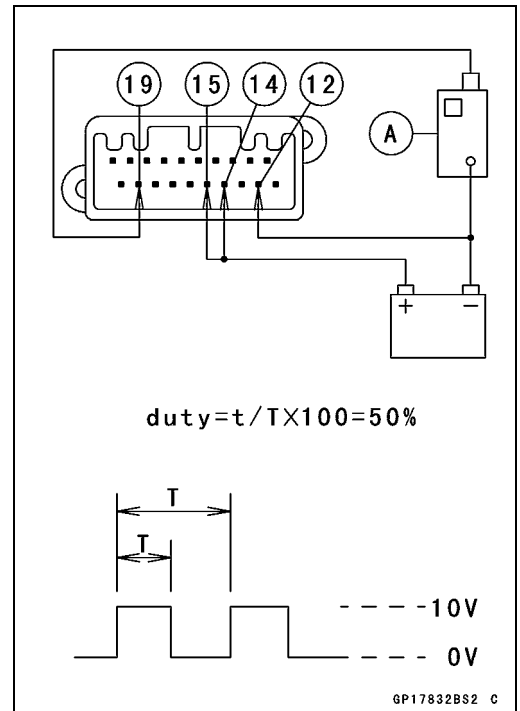 19 15 14 12
A
+ −
duty=t/T×100=50%
T
T
10V
0V
GP17832BS2 C